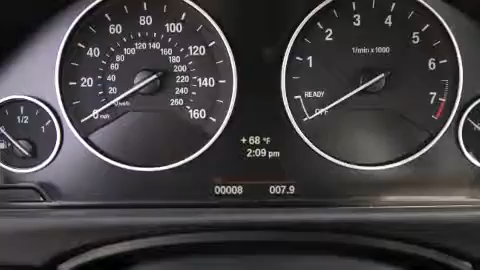 80
60 100
40 120
20 140
0 160
100 120 140 160
80 180
60 200
40 220
20 240
260
mph
km/h
1/2 1
3 4
2 5
1 6
7
1/min x 1000
READY
OFF
+ 68 °F
2:09 pm
00008 007.9